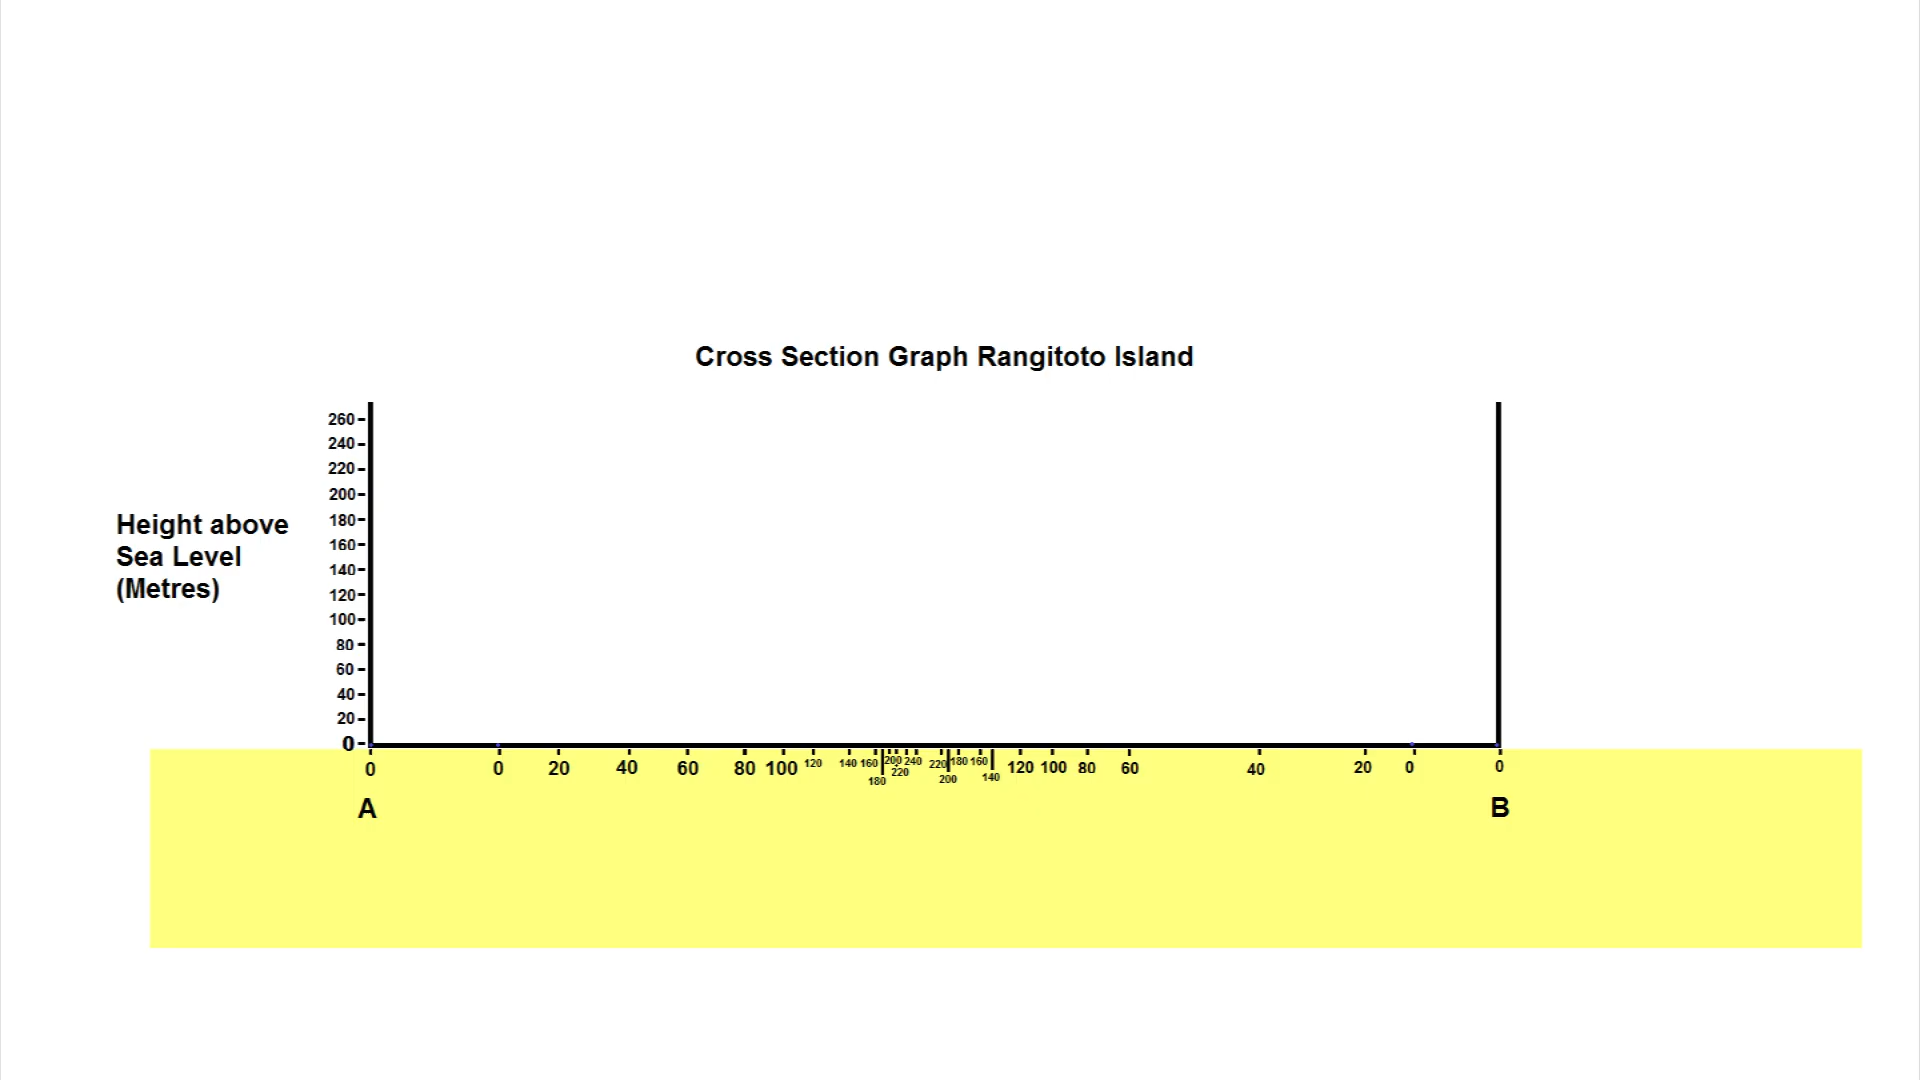 Cross Section Graph Rangitoto Island
260
240
220
200
180
160
140
120
100
80
60
40
20
0
Height above
Sea Level
(Metres)
0 0 20 40 60 80 100 120 140 160 180 200 220 240 220 200 180 160 140 120 100 80 60 40 20 0 0
A B